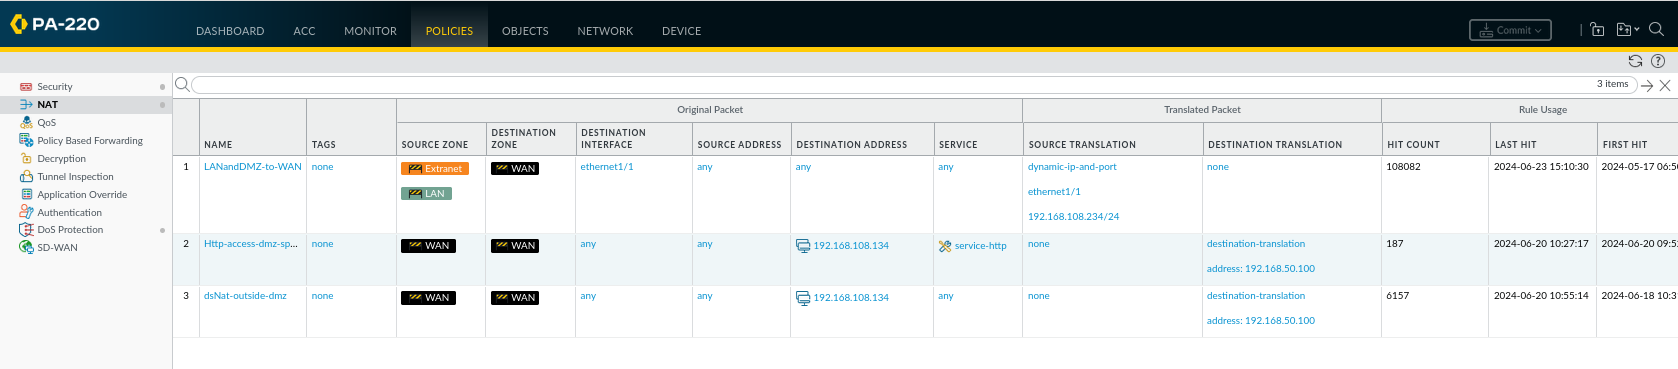 PA-220
DASHBOARD ACC MONITOR POLICIES OBJECTS NETWORK DEVICE Commit
3 items
Security
NAT
QoS
Policy Based Forwarding
Decryption
Tunnel Inspection
Application Override
Authentication
DoS Protection
SD-WAN
Original Packet Translated Packet Rule Usage
NAME TAGS SOURCE ZONE DESTINATION ZONE DESTINATION INTERFACE SOURCE ADDRESS DESTINATION ADDRESS SERVICE SOURCE TRANSLATION DESTINATION TRANSLATION HIT COUNT LAST HIT FIRST HIT
1 LANandDMZ-to-WAN none Extranet WAN ethernet1/1 any any any dynamic-ip-and-port none 108082 2024-06-23 15:10:30 2024-05-17 06:5
LAN ethernet1/1
192.168.108.234/24
2 Http-access-dmz-sp... none WAN WAN any any 192.168.108.134 service-http none destination-translation 187 2024-06-20 10:27:17 2024-06-20 09:5
address: 192.168.50.100
3 dsNat-outside-dmz none WAN WAN any any 192.168.108.134 any none destination-translation 6157 2024-06-20 10:55:14 2024-06-18 10:3
address: 192.168.50.100